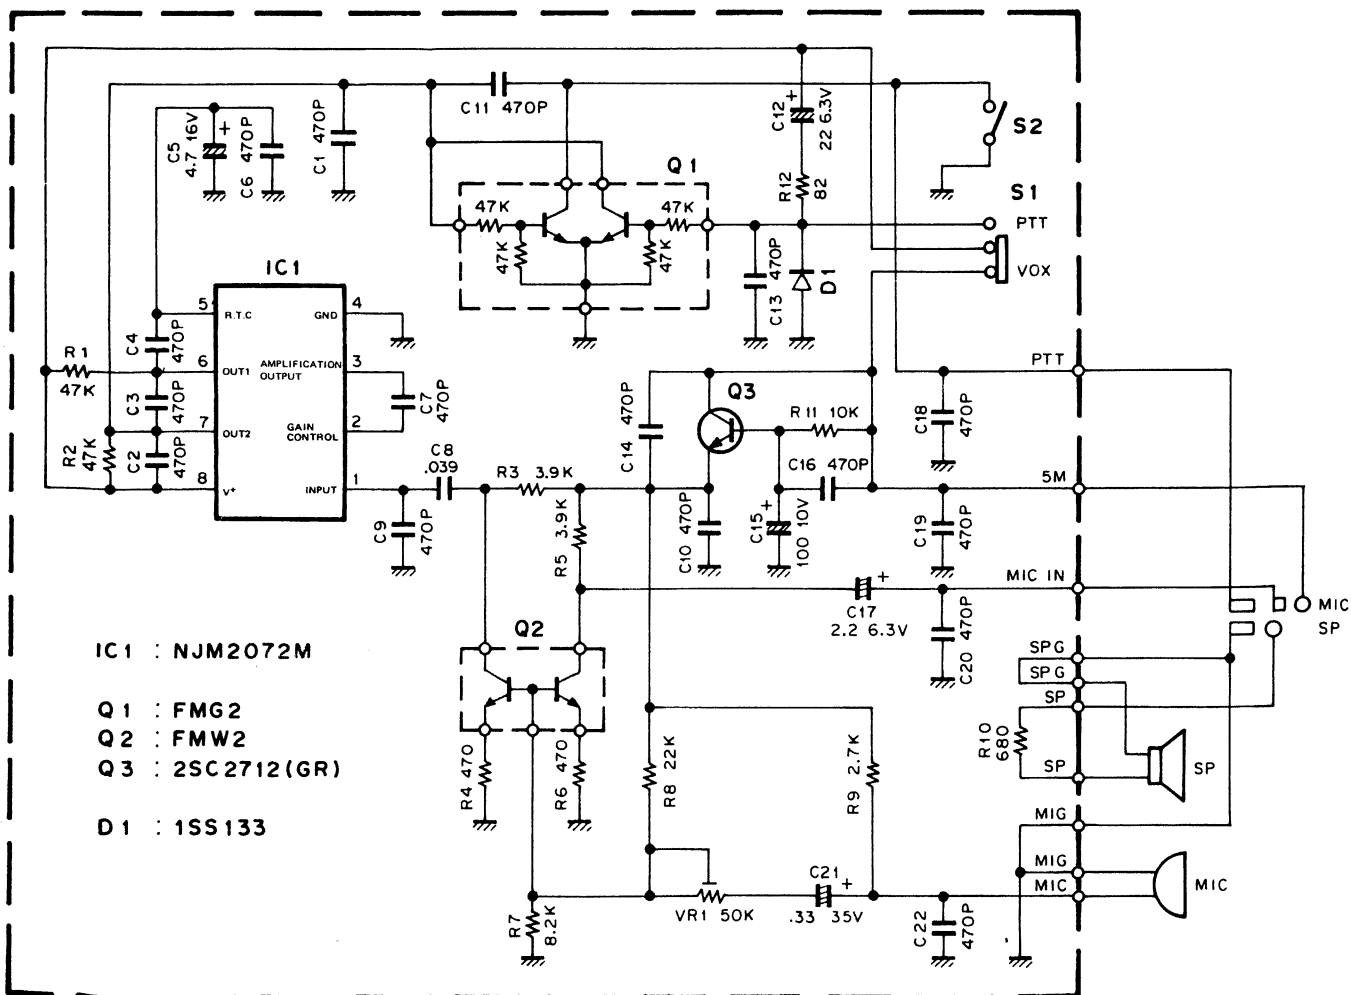 C11 470P
C12 +
22 6.3V
S2
C5
4.7 16V
+
C6 470P
C1 470P
Q1
R12
82
S1
PTT
VOX
47K
47K
47K
47K
C13 470P
D1
IC1
5
R.T.C
GND
4
6
OUT1
AMPLIFICATION
OUTPUT
3
7
OUT2
GAIN
CONTROL
2
8
V+
INPUT
1
R1
47K
C4
470P
C3
470P
R2
47K
C2
470P
C7
470P
C8
.039
R3 3.9K
C9
470P
R5 3.9K
C14 470P
Q3
R11 10K
C16 470P
C10 470P
C15 +
100 10V
C18
470P
PTT
5M
C19
470P
MIC IN
C17 +
2.2 6.3V
C20 470P
MIC
SP
SPG
SPG
SP
R10
680
SP
SP
Q2
R4 470
R6 470
R8 22K
R9 2.7K
MIG
MIG
MIC
MIC
C21 +
.33 35V
VR1 50K
R7
8.2K
C22
470P
IC1 : NJM2072M
Q1 : FMG2
Q2 : FMW2
Q3 : 2SC2712(GR)
D1 : 1SS133